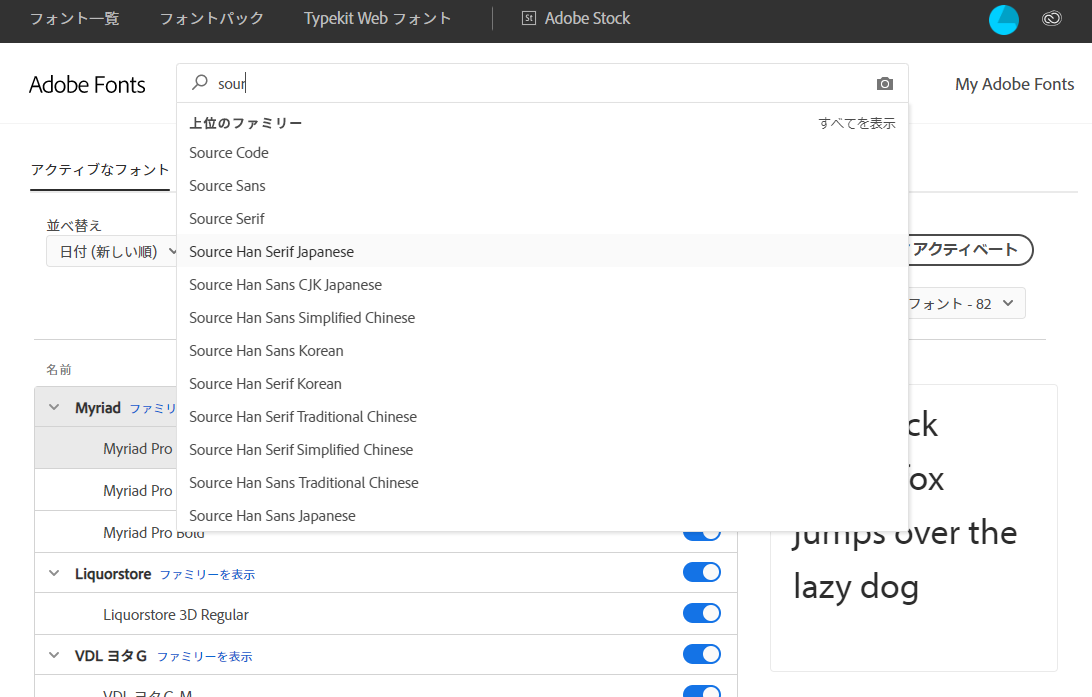 フォント一覧 フォントパック Typekit Web フォント St Adobe Stock
Adobe Fonts sour My Adobe Fonts
上位のファミリー すべてを表示
Source Code
アクティブなフォント
Source Sans
Source Serif
並べ替え
日付 (新しい順) Source Han Serif Japanese アクティベート
Source Han Sans CJK Japanese
フォント - 82
Source Han Sans Simplified Chinese
Source Han Sans Korean
名前
Source Han Serif Korean
Myriad ファミリ
Source Han Serif Traditional Chinese
ck
Myriad Pro
Source Han Serif Simplified Chinese
Source Han Sans Traditional Chinese
fox
Myriad Pro
Source Han Sans Japanese
Myriad Pro Bold
jumps over the
Liquorstore ファミリーを表示
lazy dog
Liquorstore 3D Regular
VDL ヨタG ファミリーを表示
VDL ヨタG M